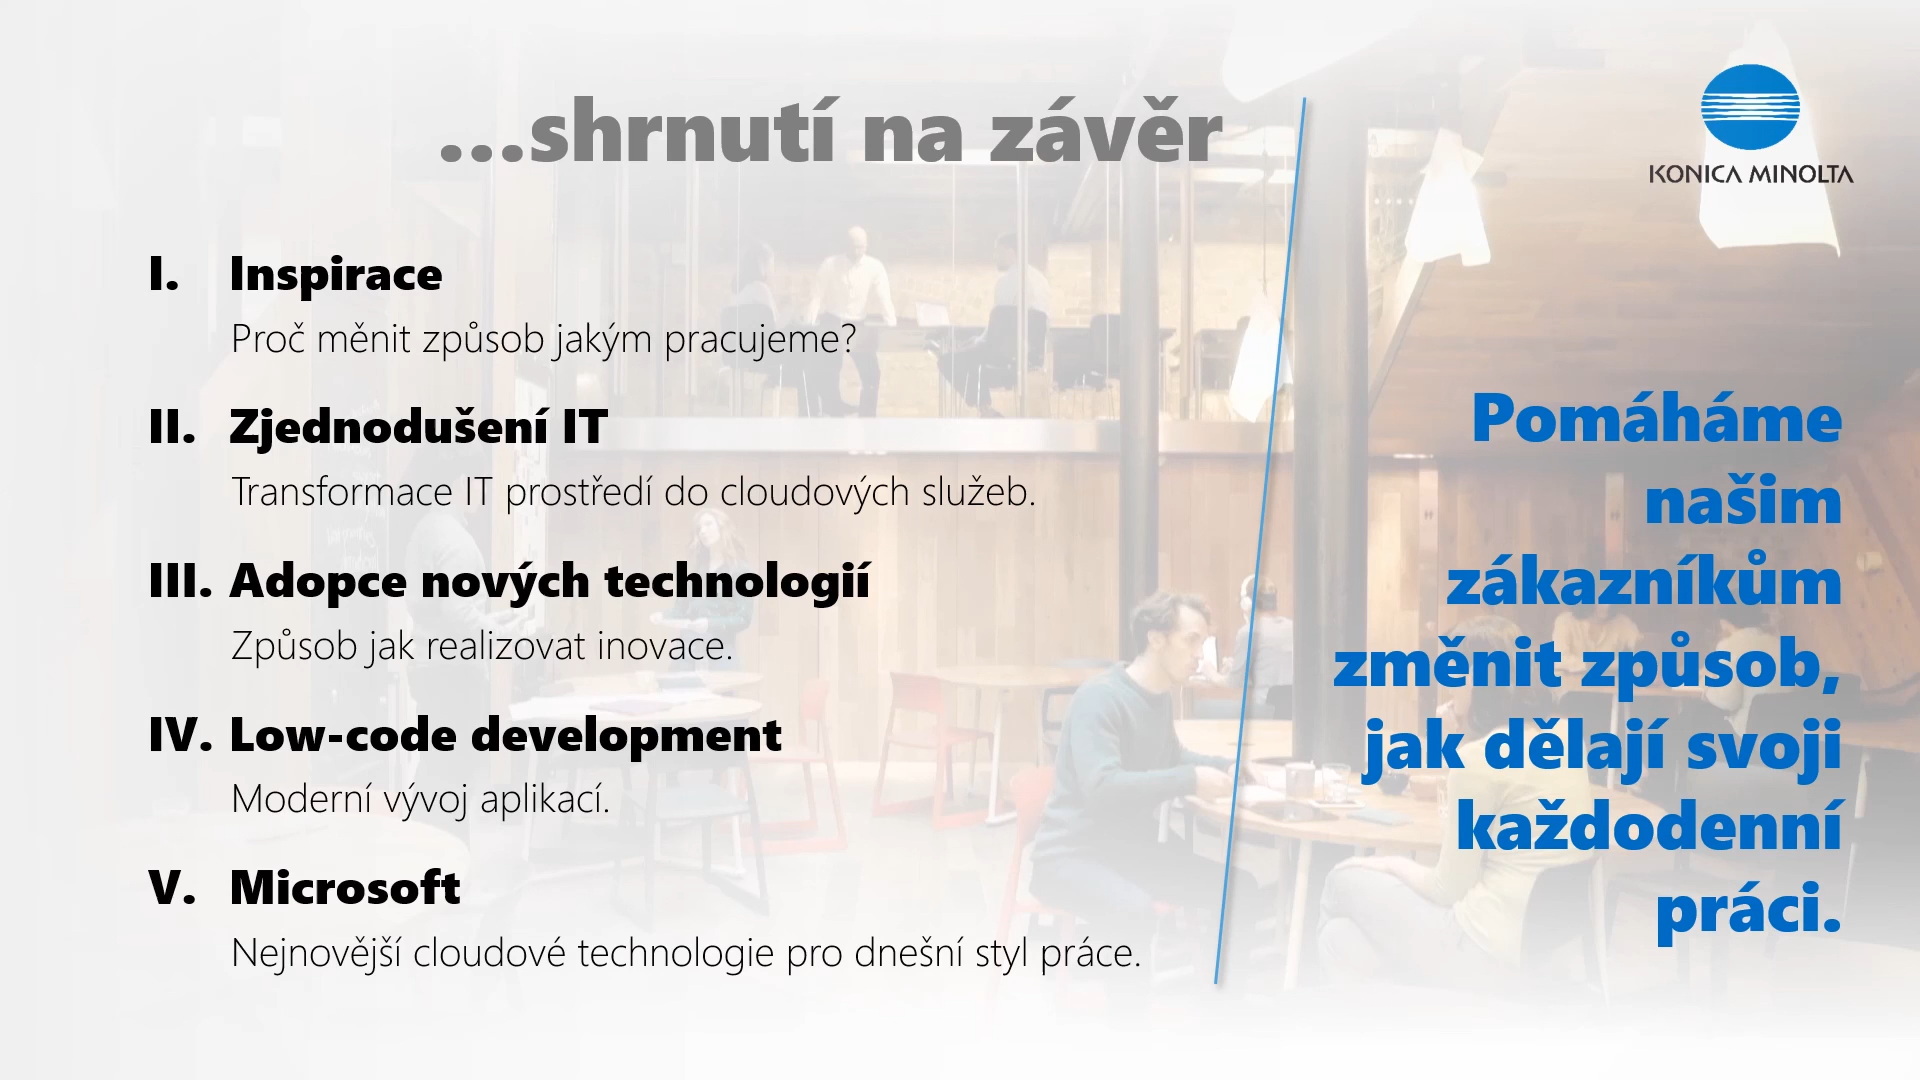 ...shrnutí na závěr
KONICA MINOLTA
I. Inspirace
Proč měnit způsob jakým pracujeme?
II. Zjednodušení IT
Transformace IT prostředí do cloudových služeb.
III. Adopce nových technologií
Způsob jak realizovat inovace.
IV. Low-code development
Moderní vývoj aplikací.
V. Microsoft
Nejnovější cloudové technologie pro dnešní styl práce.
Pomáháme
našim
zákazníkům
změnit způsob,
jak dělají svoji
každodenní
práci.